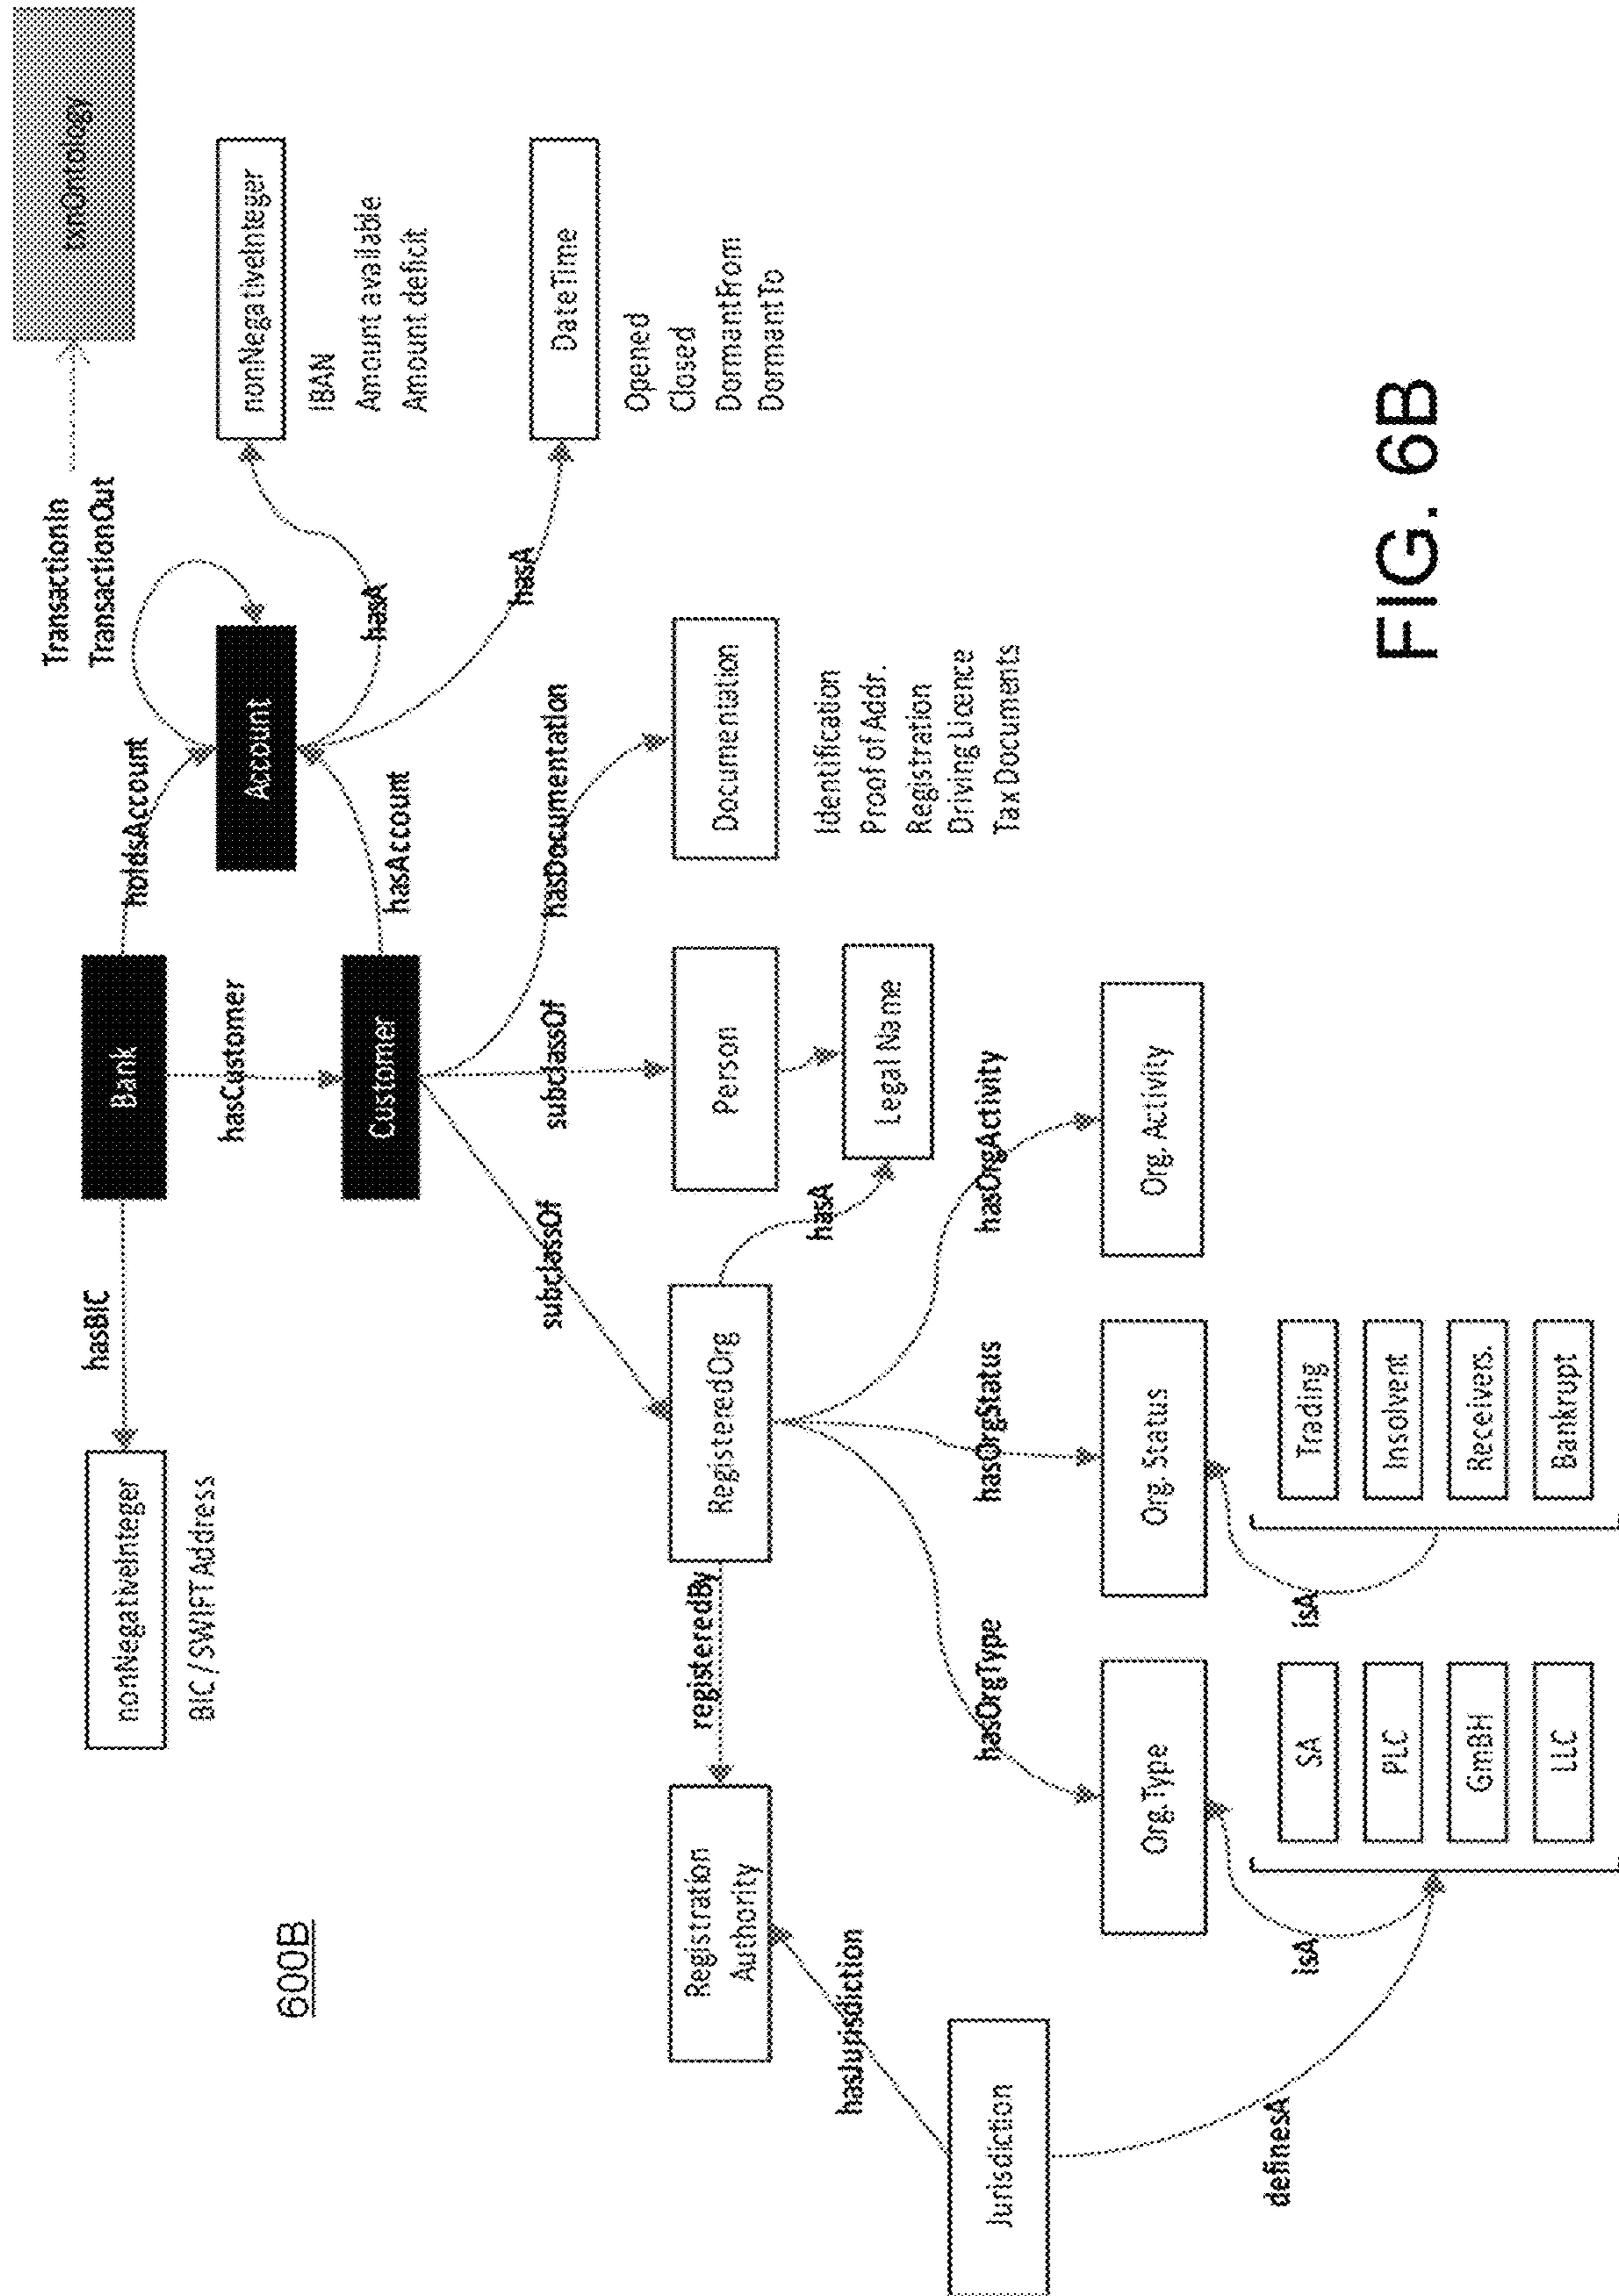 600B
txnOntology
TransactionIn
TransactionOut
hasBIC
Bank
holdsAccount
nonNegativeInteger
BIC / SWIFT Address
hasCustomer
Account
nonNegativeInteger
IBAN
Amount available
Amount deficit
hasA
Customer
hasAccount
hasA
DateTime
Opened
Closed
DormantFrom
DormantTo
subclassOf
subclassOf
hasDocumentation
Registration
Authority
registeredBy
RegisteredOrg
Person
Documentation
Identification
Proof of Addr.
Registration
Driving Licence
Tax Documents
hasA
Legal Name
hasJurisdiction
Jurisdiction
hasOrgType
hasOrgStatus
hasOrgActivity
Org. Type
Org. Status
Org. Activity
definesA
isA
isA
SA
PLC
GmBH
LLC
Trading
Insolvent
Receivers.
Bankrupt
FIG. 6B